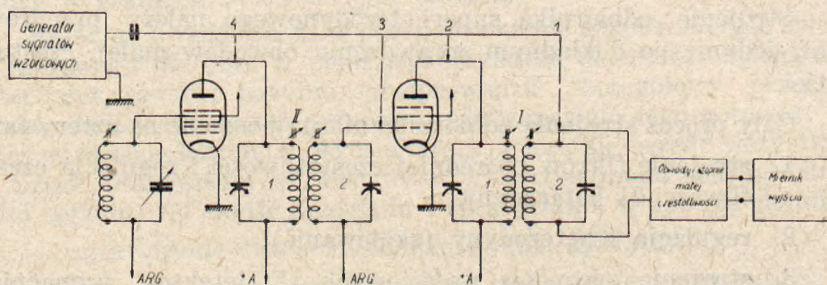 Generator
sygnałów
wzorcowych
4
3
2
1
II
I
1
2
1
2
Obwody i stopnie
małej
częstotliwości
Miernik
wyjścia
ARG
+A
ARG
+A